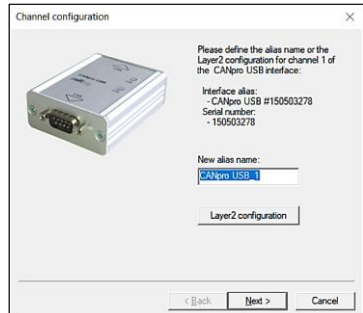 Channel configuration
Please define the alias name or the
Layer2 configuration for channel 1 of
the CANpro USB interface:
Interface alias:
- CANpro USB #150503278
Serial number:
- 150503278
New alias name:
CANpro USB_1
Layer2 configuration
< Back
Next >
Cancel